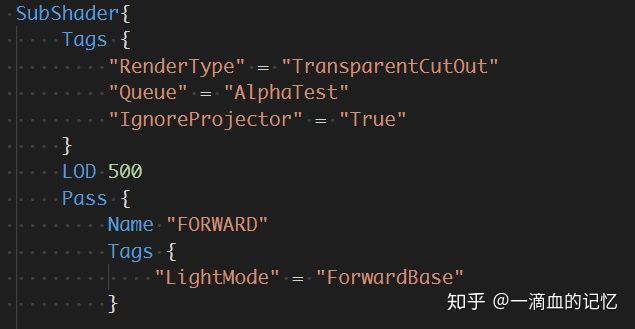 SubShader{
Tags {
"RenderType" = "TransparentCutOut"
"Queue" = "AlphaTest"
"IgnoreProjector" = "True"
}
LOD 500
Pass {
Name "FORWARD"
Tags {
"LightMode" = "ForwardBase"
}
知乎 @一滴血的记忆